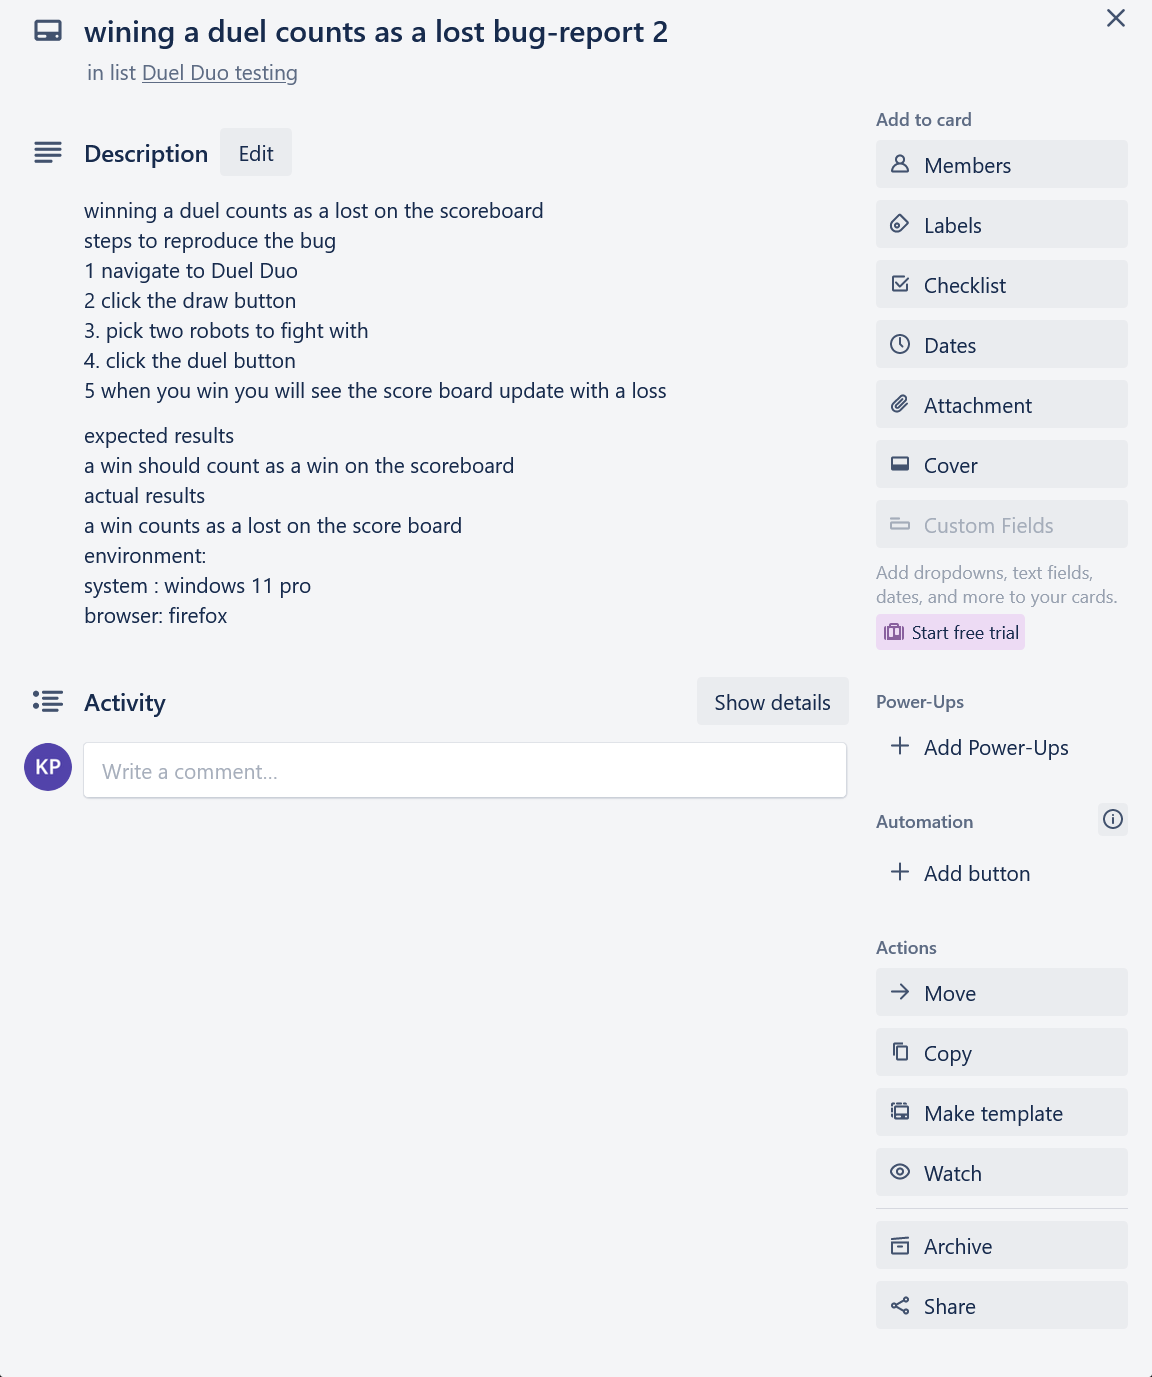 wining a duel counts as a lost bug-report 2
in list Duel Duo testing
Description
Edit
winning a duel counts as a lost on the scoreboard
steps to reproduce the bug
1 navigate to Duel Duo
2 click the draw button
3. pick two robots to fight with
4. click the duel button
5 when you win you will see the score board update with a loss
expected results
a win should count as a win on the scoreboard
actual results
a win counts as a lost on the score board
environment:
system : windows 11 pro
browser: firefox
Activity
Show details
KP
Write a comment...
Add to card
Members
Labels
Checklist
Dates
Attachment
Cover
Custom Fields
Add dropdowns, text fields,
dates, and more to your cards.
Start free trial
Power-Ups
Add Power-Ups
Automation
Add button
Actions
Move
Copy
Make template
Watch
Archive
Share